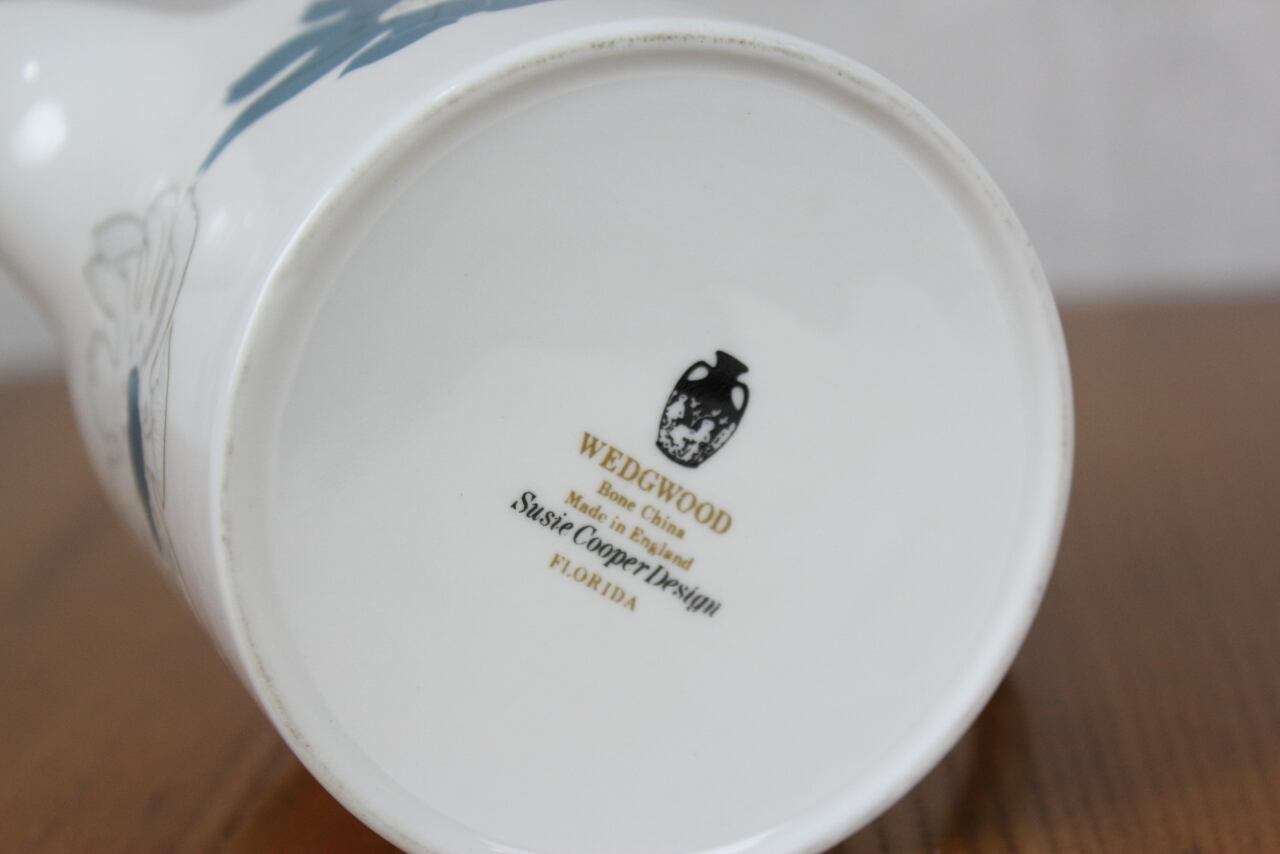 WEDGWOOD
Bone China
Made in England
Susie Cooper Design
FLORIDA